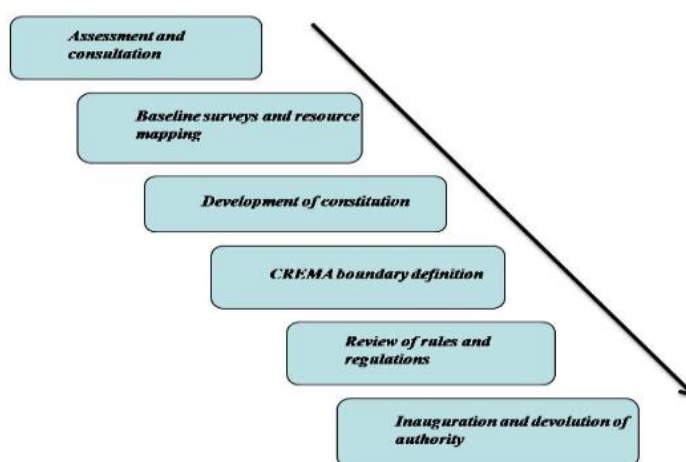 Assessment and
consultation
Baseline surveys and resource
mapping
Development of constitution
CREMA boundary definition
Review of rules and
regulations
Inauguration and devolution of
authority